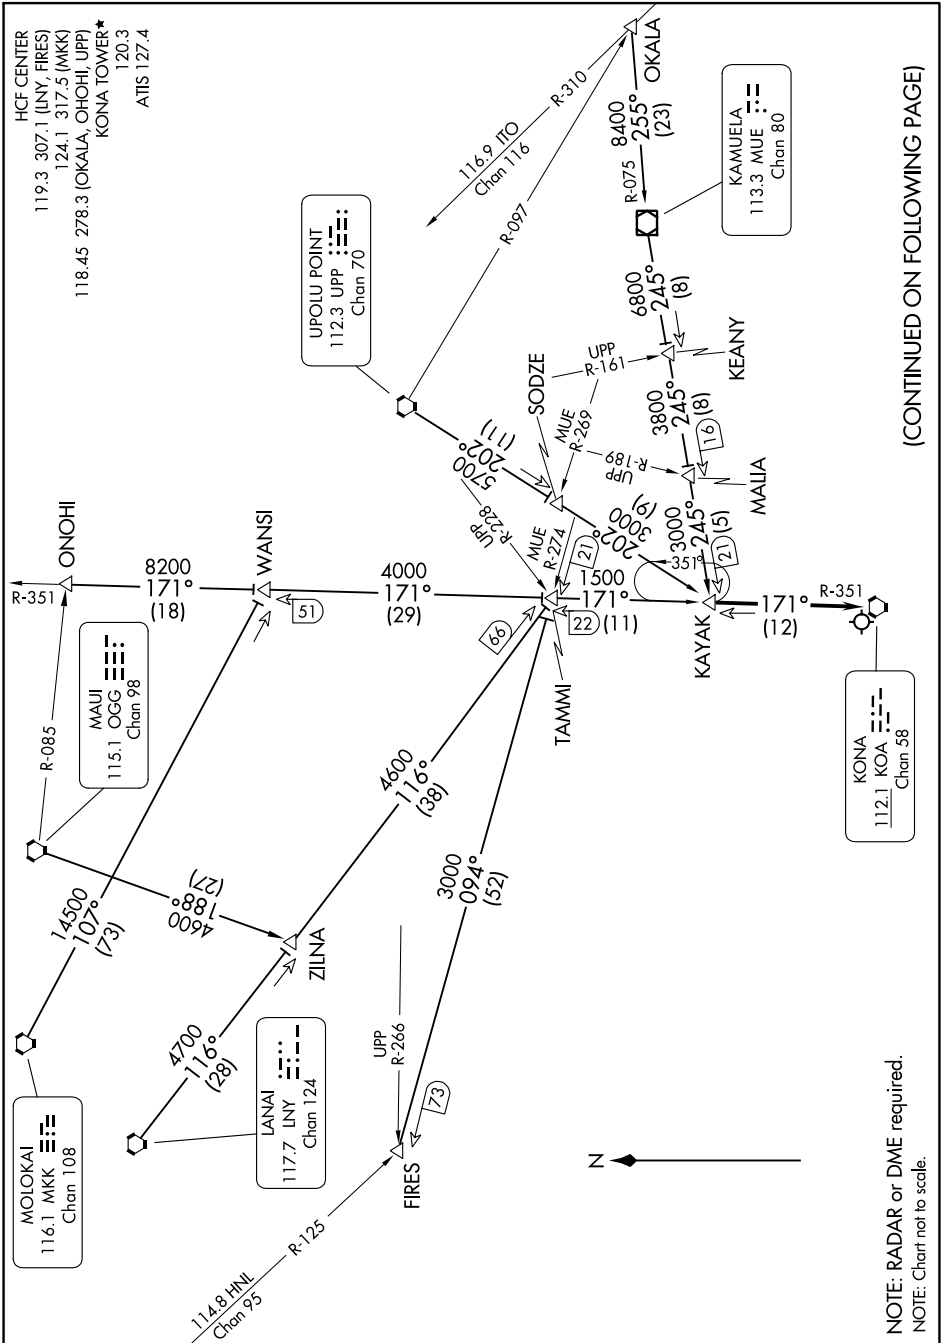 HCF CENTER
119.3 307.1 (LNY, FIRES)
124.1 317.5 (MKK)
118.45 278.3 (OKALA, OHOHI, UPP)
KONA TOWER★
120.3
ATIS 127.4
MOLOKAI
116.1 MKK
Chan 108
MAUI
115.1 OGG
Chan 98
R-085
R-351
ONOHI
8200
171°
(18)
WANSI
51
14500
107°
(73)
4600
188°
(27)
ZILNA
4700
116°
(28)
LANAI
117.7 LNY
Chan 124
4000
171°
(29)
4600
116°
(38)
66
3000
094°
(52)
UPP
R-266
73
FIRES
R-125
114.8 HNL
Chan 95
TAMMI
22
21
1500
171°
(11)
UPOLU POINT
112.3 UPP
Chan 70
5700
202°
(11)
UPP
R-228
MUE
R-274
SODZE
MUE
R-269
UPP
R-161
UPP
R-189
3000
202°
(9)
R-097
116.9 ITO
Chan 116
R-310
OKALA
8400
255°
(23)
R-075
KAMUELA
113.3 MUE
Chan 80
6800
245°
(8)
KEANY
3800
245°
(8)
16
MALIA
3000
245°
(5)
21
351°
KAYAK
171°
(12)
R-351
KONA
112.1 KOA
Chan 58
N
(CONTINUED ON FOLLOWING PAGE)
NOTE: RADAR or DME required.
NOTE: Chart not to scale.